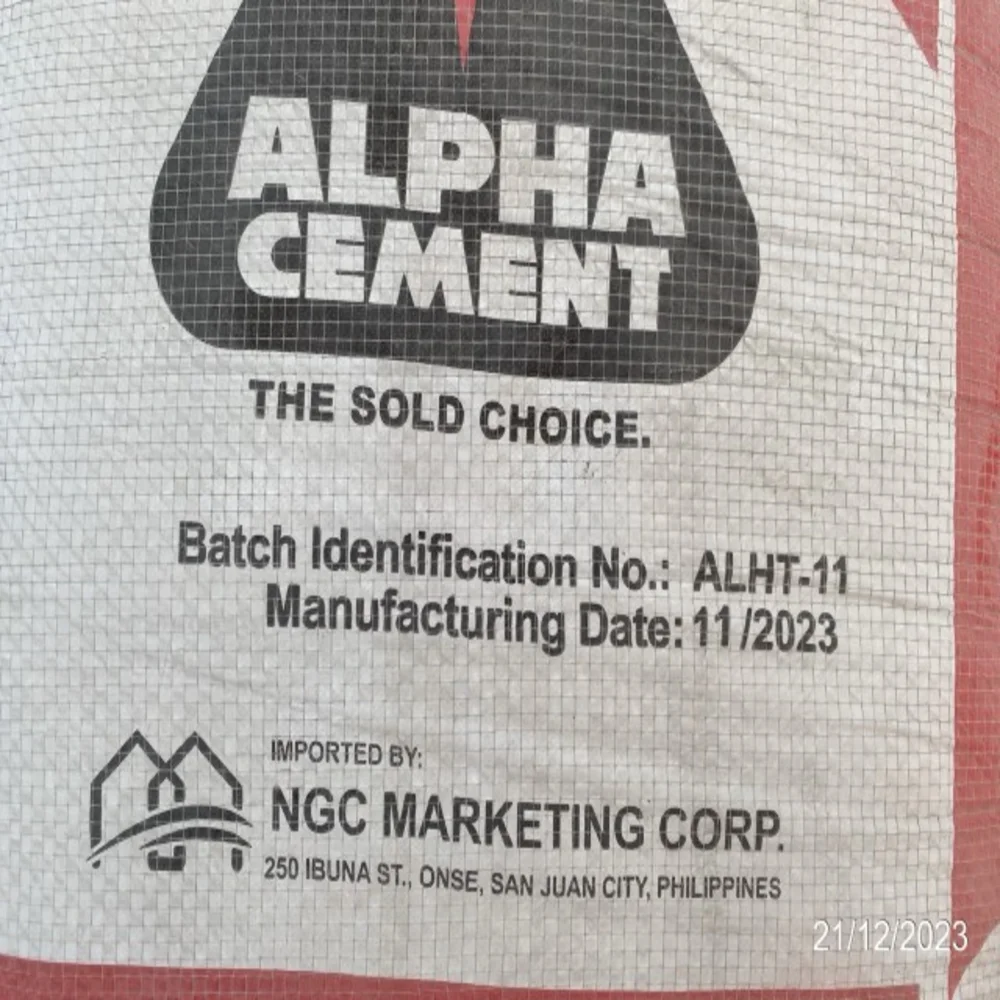 ALPHA
CEMENT
THE SOLD CHOICE.
Batch Identification No.: ALHT-11
Manufacturing Date: 11/2023
IMPORTED BY:
NGC MARKETING CORP.
250 IBUNA ST., ONSE, SAN JUAN CITY, PHILIPPINES
21/12/2023